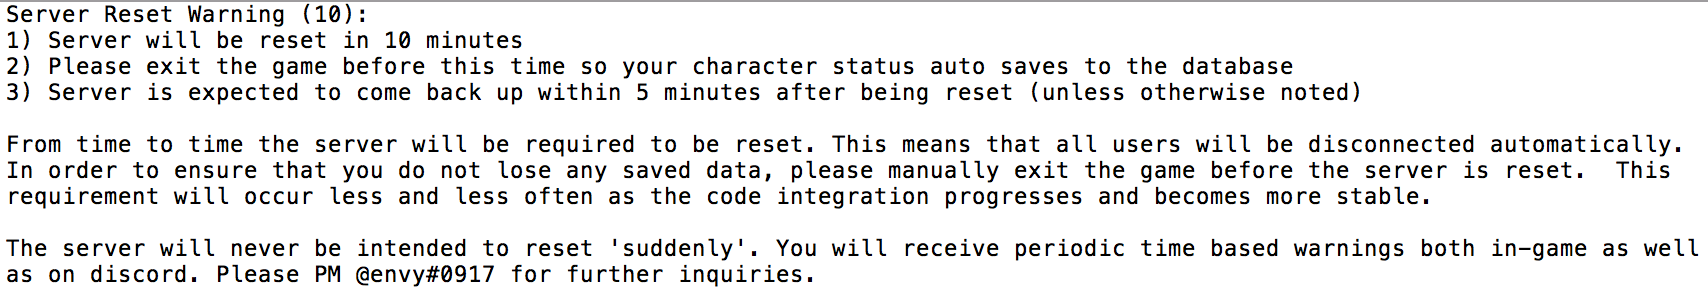 Server Reset Warning (10):
1) Server will be reset in 10 minutes
2) Please exit the game before this time so your character status auto saves to the database
3) Server is expected to come back up within 5 minutes after being reset (unless otherwise noted)
From time to time the server will be required to be reset. This means that all users will be disconnected automatically.
In order to ensure that you do not lose any saved data, please manually exit the game before the server is reset.  This
requirement will occur less and less often as the code integration progresses and becomes more stable.
The server will never be intended to reset 'suddenly'. You will receive periodic time based warnings both in-game as well
as on discord. Please PM @envy#0917 for further inquiries.